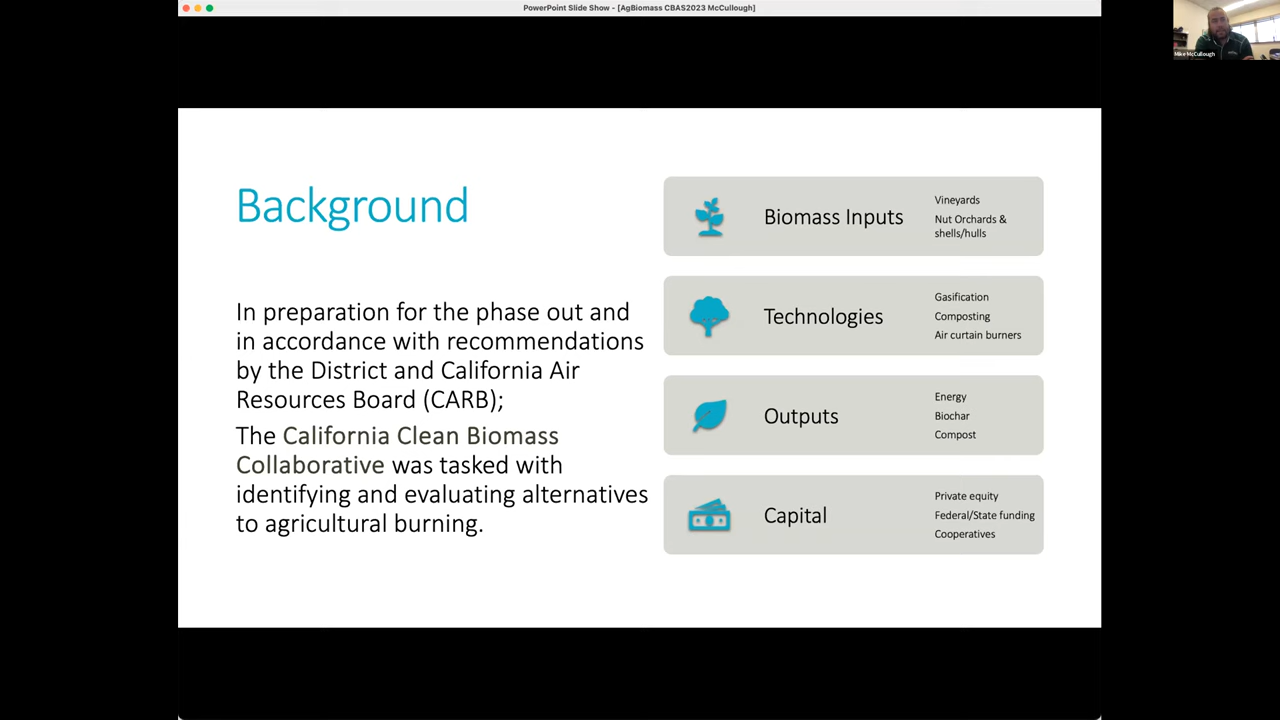 PowerPoint Slide Show - [AgBiomass CBAS2023 McCullough]
Mike McCullough
Background
In preparation for the phase out and
in accordance with recommendations
by the District and California Air
Resources Board (CARB);
The California Clean Biomass
Collaborative was tasked with
identifying and evaluating alternatives
to agricultural burning.
Biomass Inputs
Vineyards
Nut Orchards &
shells/hulls
Technologies
Gasification
Composting
Air curtain burners
Outputs
Energy
Biochar
Compost
Capital
Private equity
Federal/State funding
Cooperatives